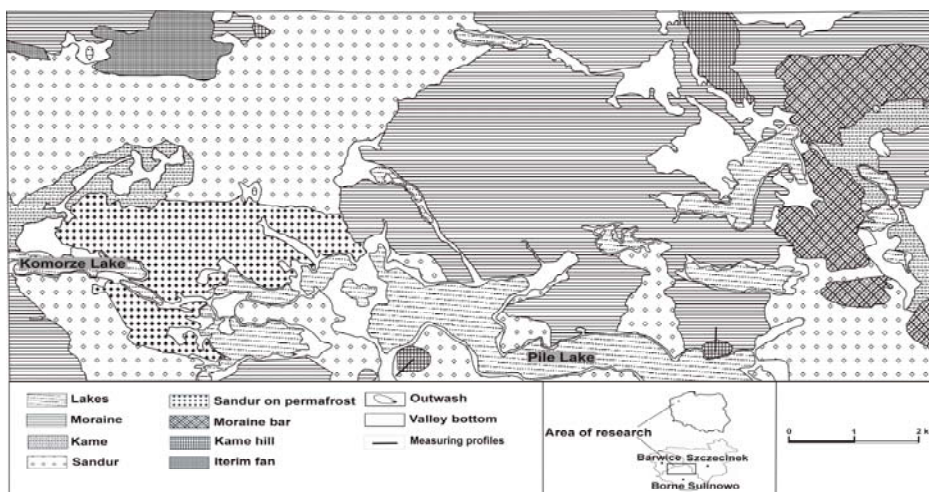 Komorze Lake
Pile Lake
Lakes
Moraine
Kame
Sandur
Sandur on permafrost
Moraine bar
Kame hill
Iterim fan
Outwash
Valley bottom
Measuring profiles
Area of research
Barwice Szczecinek
Borne Sulinowo
0 1 2 k